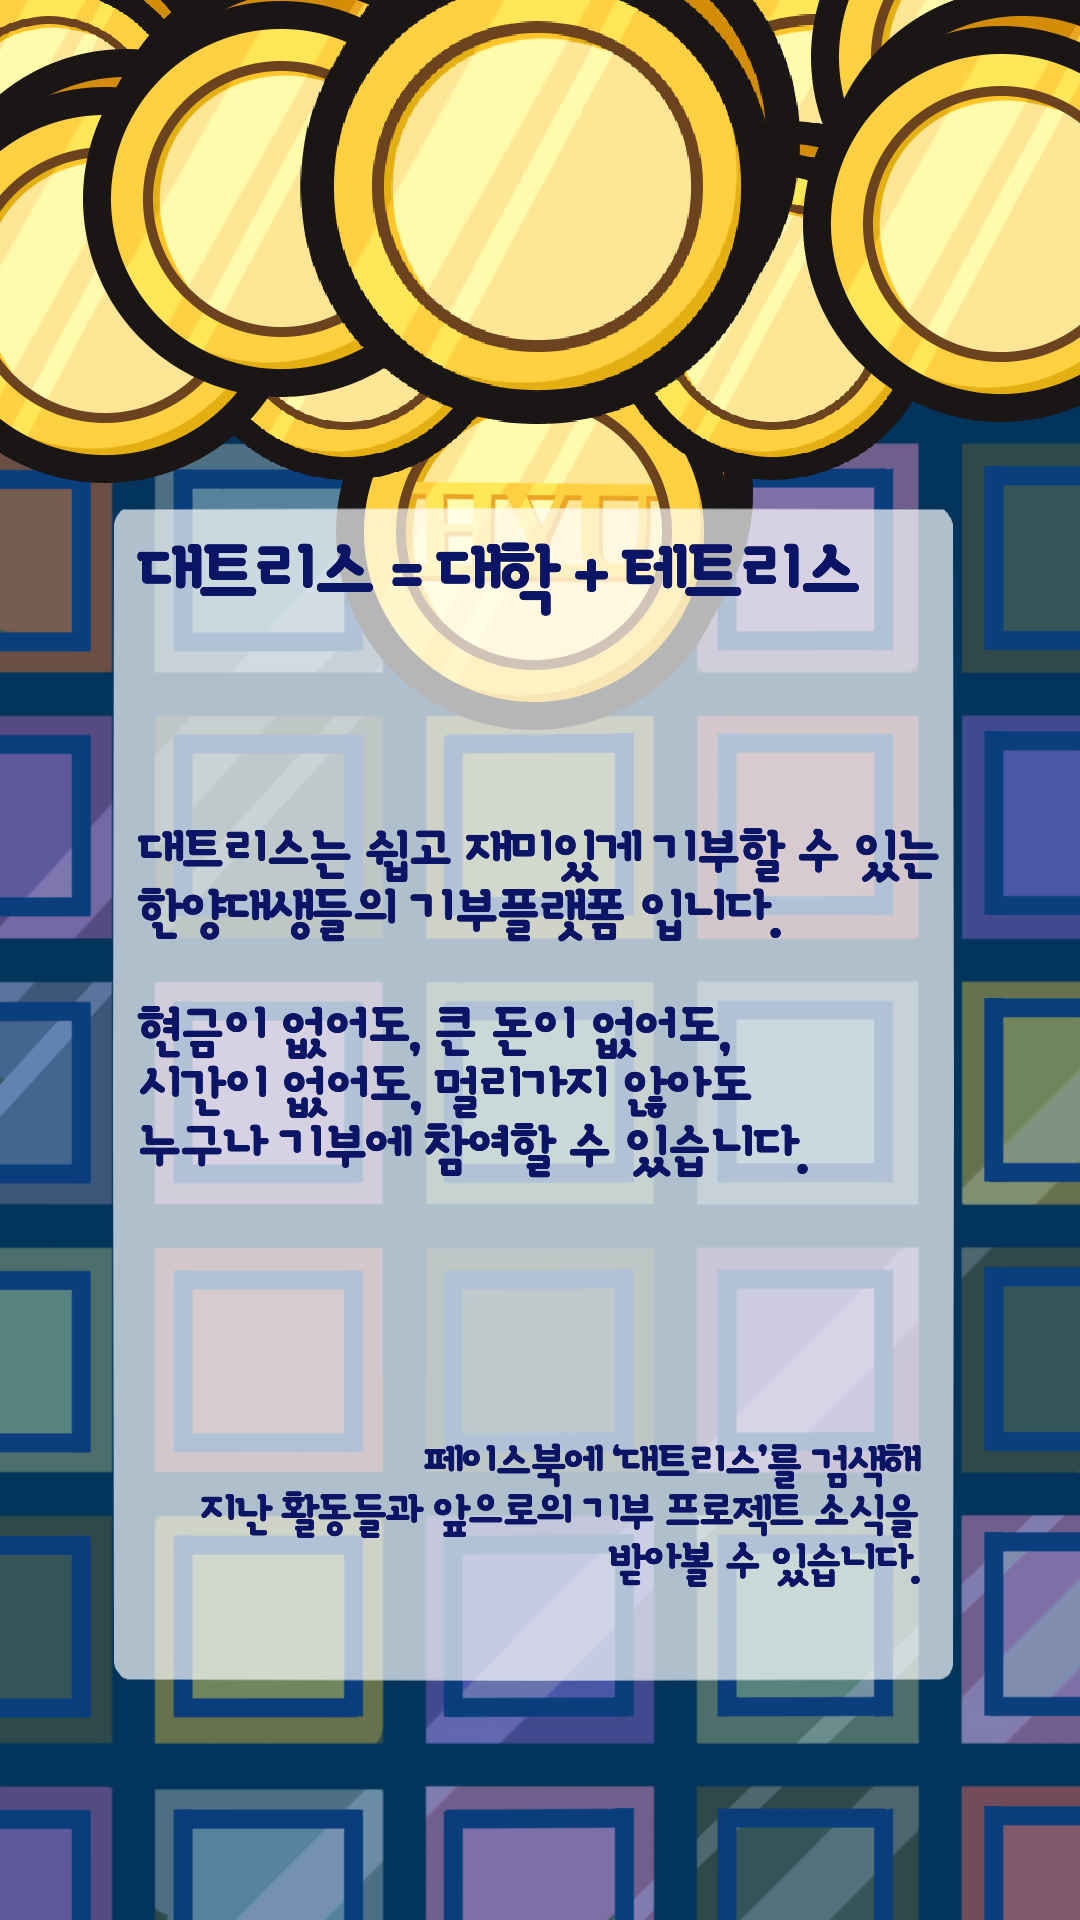 HYU
대트리스 = 대학 + 테트리스
대트리스는 쉽고 재미있게 기부할 수 있는
한양대생들의 기부플랫폼 입니다.
현금이 없어도, 큰 돈이 없어도,
시간이 없어도, 멀리가지 않아도
누구나 기부에 참여할 수 있습니다.
페이스북에 '대트리스'를 검색해
지난 활동들과 앞으로의 기부 프로젝트 소식을
받아볼 수 있습니다.